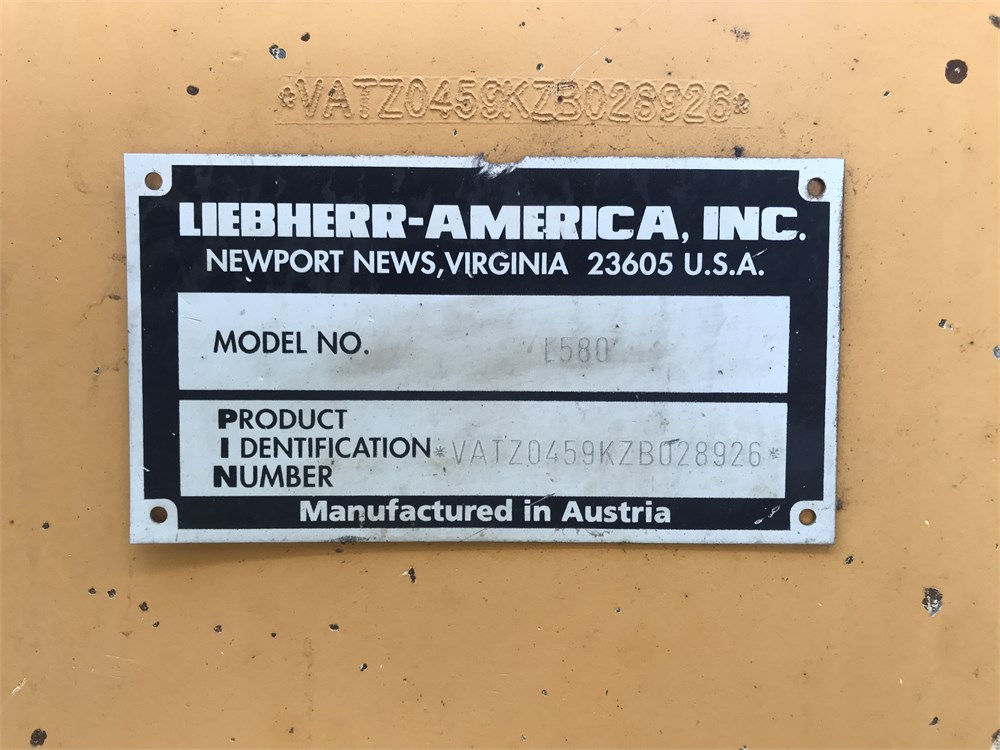 *VATZ0459KZB028926*
LIEBHERR-AMERICA, INC.
NEWPORT NEWS, VIRGINIA 23605 U.S.A.
MODEL NO. L580
PRODUCT
IDENTIFICATION *VATZ0459KZB028926*
NUMBER
Manufactured in Austria